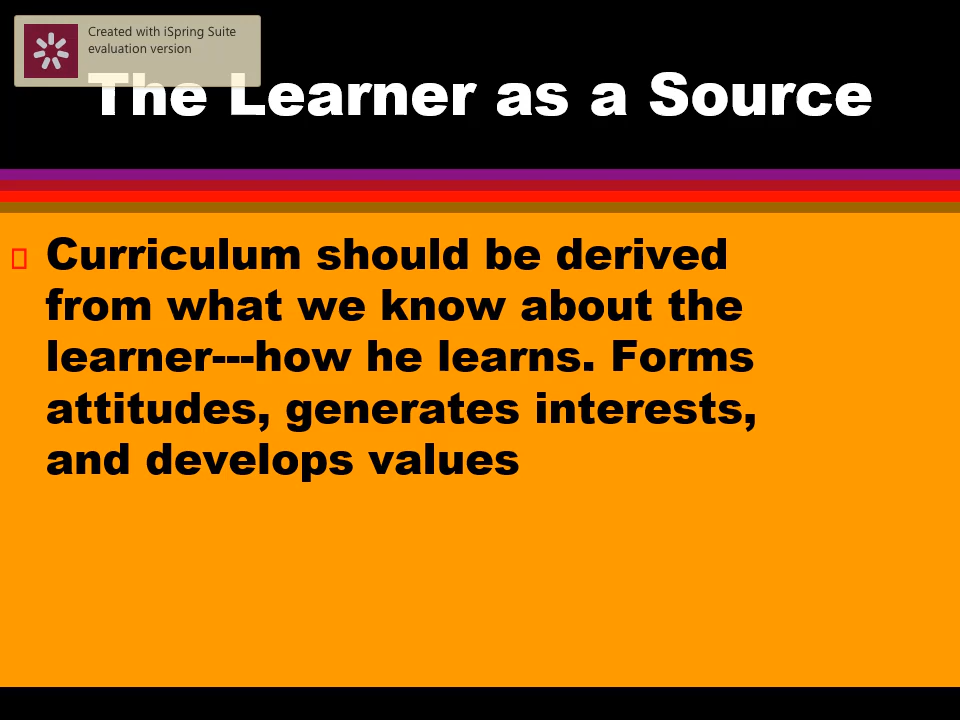 Created with iSpring Suite
evaluation version
The Learner as a Source
Curriculum should be derived
from what we know about the
learner---how he learns. Forms
attitudes, generates interests,
and develops values